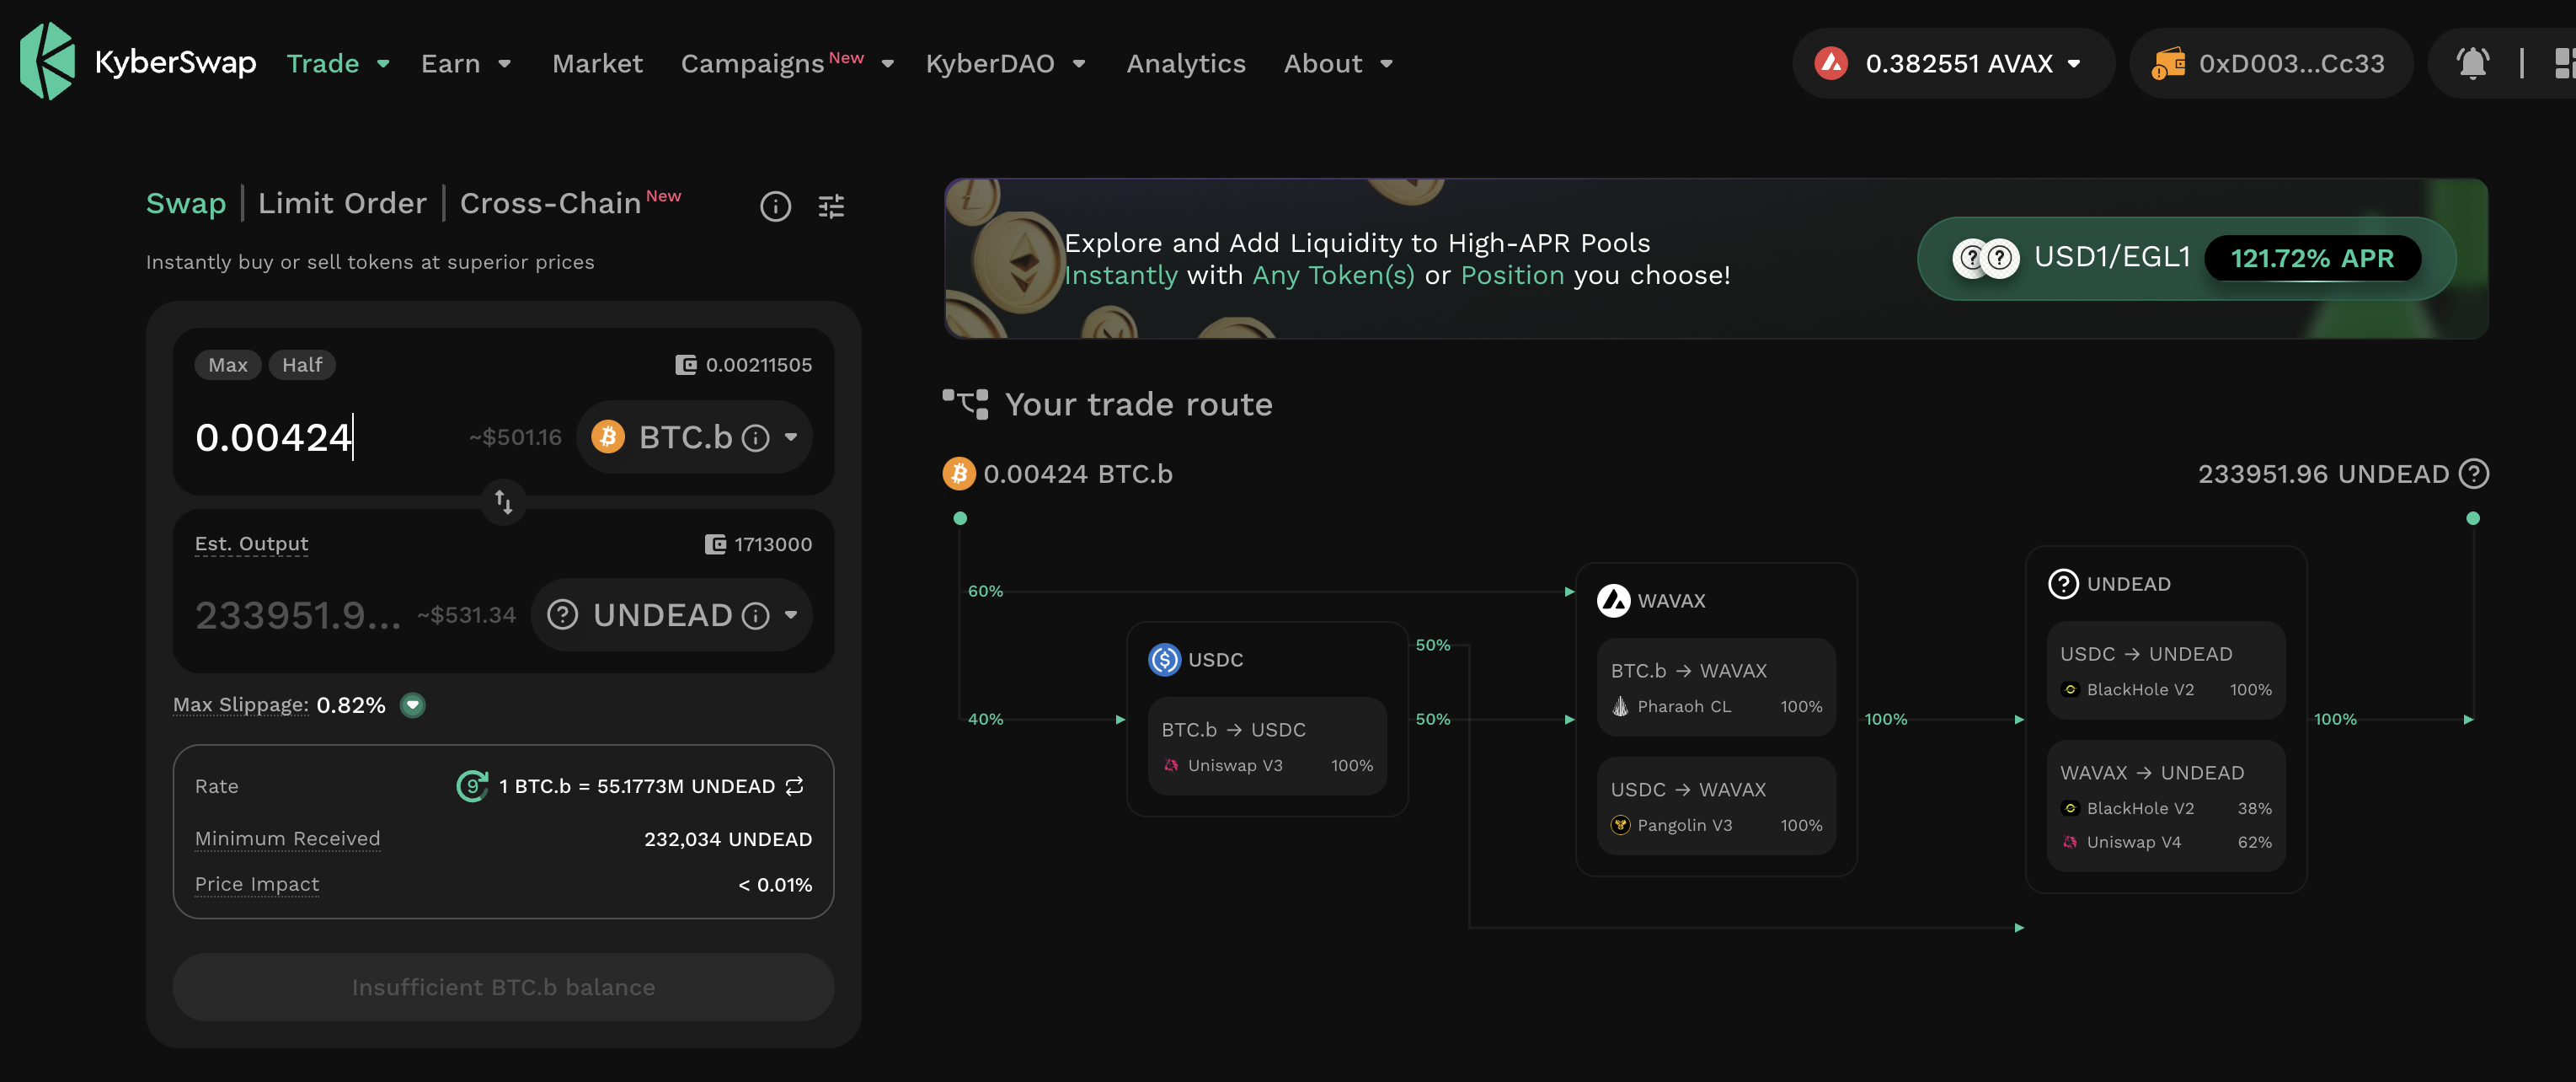 KyberSwap
Trade
Earn
Market
Campaigns New
KyberDAO
Analytics
About
0.382551 AVAX
0xD003...Cc33
Swap | Limit Order | Cross-Chain New
Instantly buy or sell tokens at superior prices
Max Half 0.00211505
0.00424 ~$501.16 BTC.b
Est. Output 1713000
233951.9... ~$531.34 UNDEAD
Max Slippage: 0.82%
Rate 9 1 BTC.b = 55.1773M UNDEAD
Minimum Received 232,034 UNDEAD
Price Impact < 0.01%
Insufficient BTC.b balance
Explore and Add Liquidity to High-APR Pools
Instantly with Any Token(s) or Position you choose!
USD1/EGL1 121.72% APR
Your trade route
0.00424 BTC.b
233951.96 UNDEAD
60%
40%
USDC
BTC.b → USDC
Uniswap V3 100%
50%
50%
WAVAX
BTC.b → WAVAX
Pharaoh CL 100%
USDC → WAVAX
Pangolin V3 100%
100%
UNDEAD
USDC → UNDEAD
BlackHole V2 100%
WAVAX → UNDEAD
BlackHole V2 38%
Uniswap V4 62%
100%